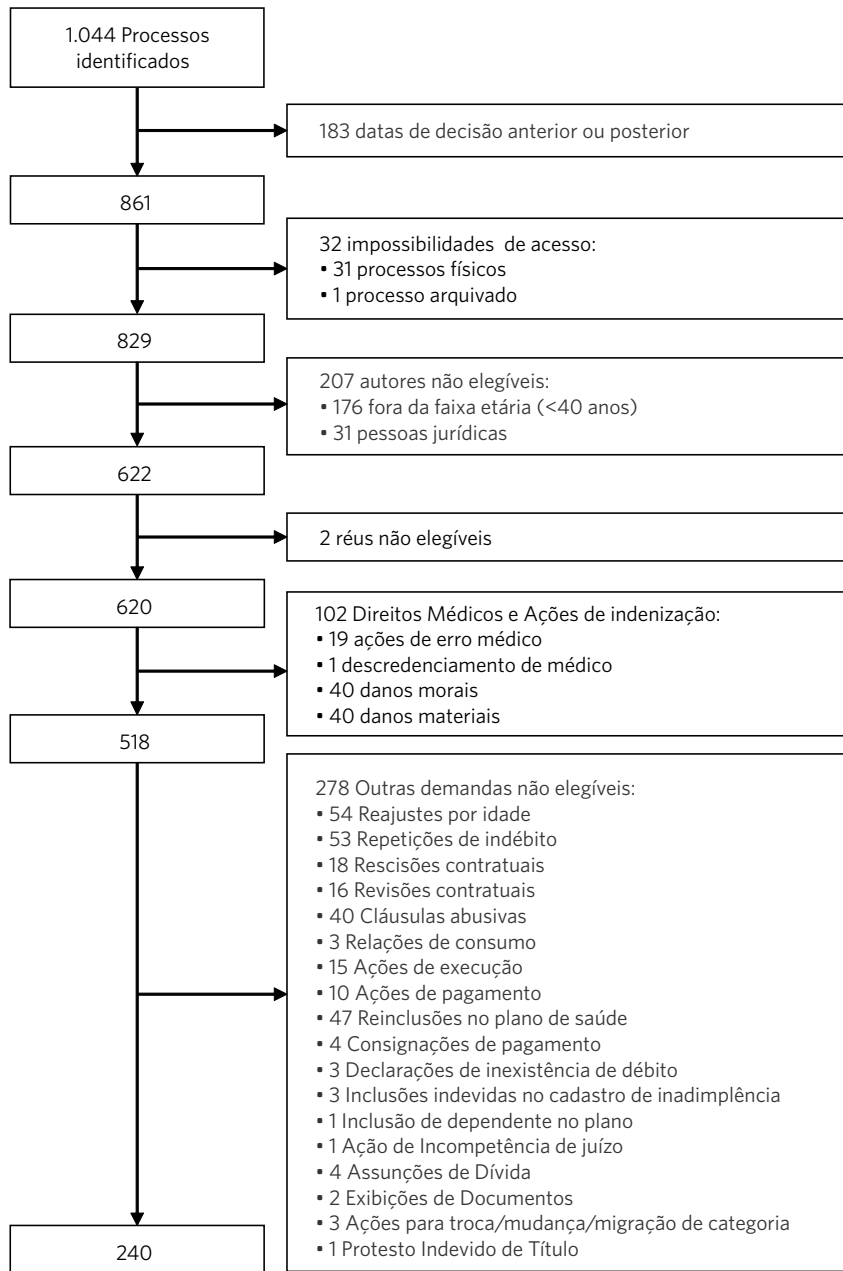 1.044 Processos
identificados
183 datas de decisão anterior ou posterior
861
32 impossibilidades de acesso:
▪ 31 processos físicos
▪ 1 processo arquivado
829
207 autores não elegíveis:
▪ 176 fora da faixa etária (<40 anos)
▪ 31 pessoas jurídicas
622
2 réus não elegíveis
620
102 Direitos Médicos e Ações de indenização:
▪ 19 ações de erro médico
▪ 1 descredenciamento de médico
▪ 40 danos morais
▪ 40 danos materiais
518
278 Outras demandas não elegíveis:
▪ 54 Reajustes por idade
▪ 53 Repetições de indébito
▪ 18 Rescisões contratuais
▪ 16 Revisões contratuais
▪ 40 Cláusulas abusivas
▪ 3 Relações de consumo
▪ 15 Ações de execução
▪ 10 Ações de pagamento
▪ 47 Reinclusões no plano de saúde
▪ 4 Consignações de pagamento
▪ 3 Declarações de inexistência de débito
▪ 3 Inclusões indevidas no cadastro de inadimplência
▪ 1 Inclusão de dependente no plano
▪ 1 Ação de Incompetência de juízo
▪ 4 Assunções de Dívida
▪ 2 Exibições de Documentos
▪ 3 Ações para troca/mudança/migração de categoria
▪ 1 Protesto Indevido de Título
240